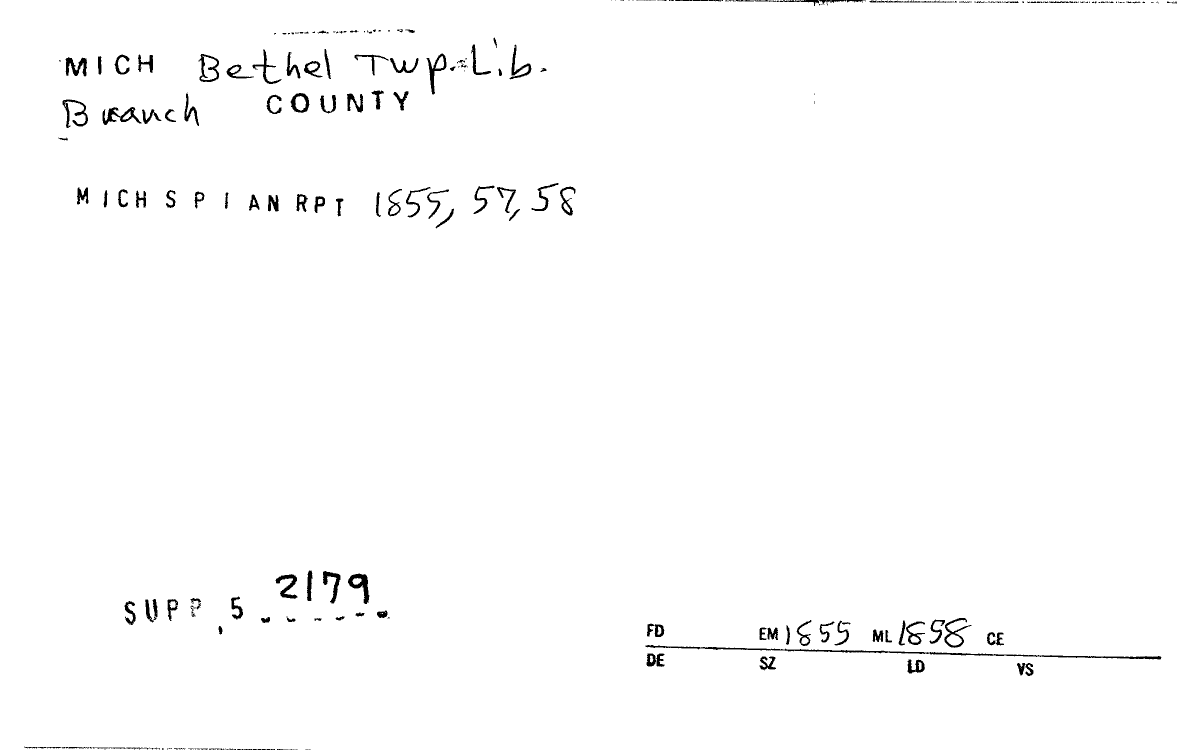 MICH Bethel Twp. Lib.
Branch COUNTY
MICH S P I AN RPT 1855, 57, 58
SUPP, 5 2179
FD EM 1855 ML 1858 CE
DE SZ LD VS